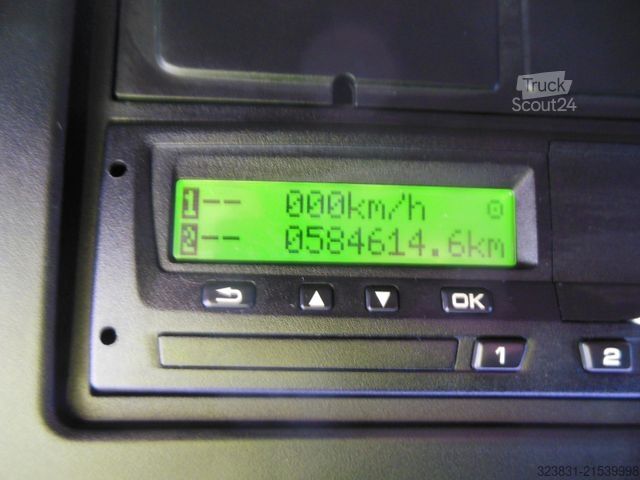 Truck
Scout24
1-- 000km/h
2-- 0584614.6km
OK
1 2
323831-21539998